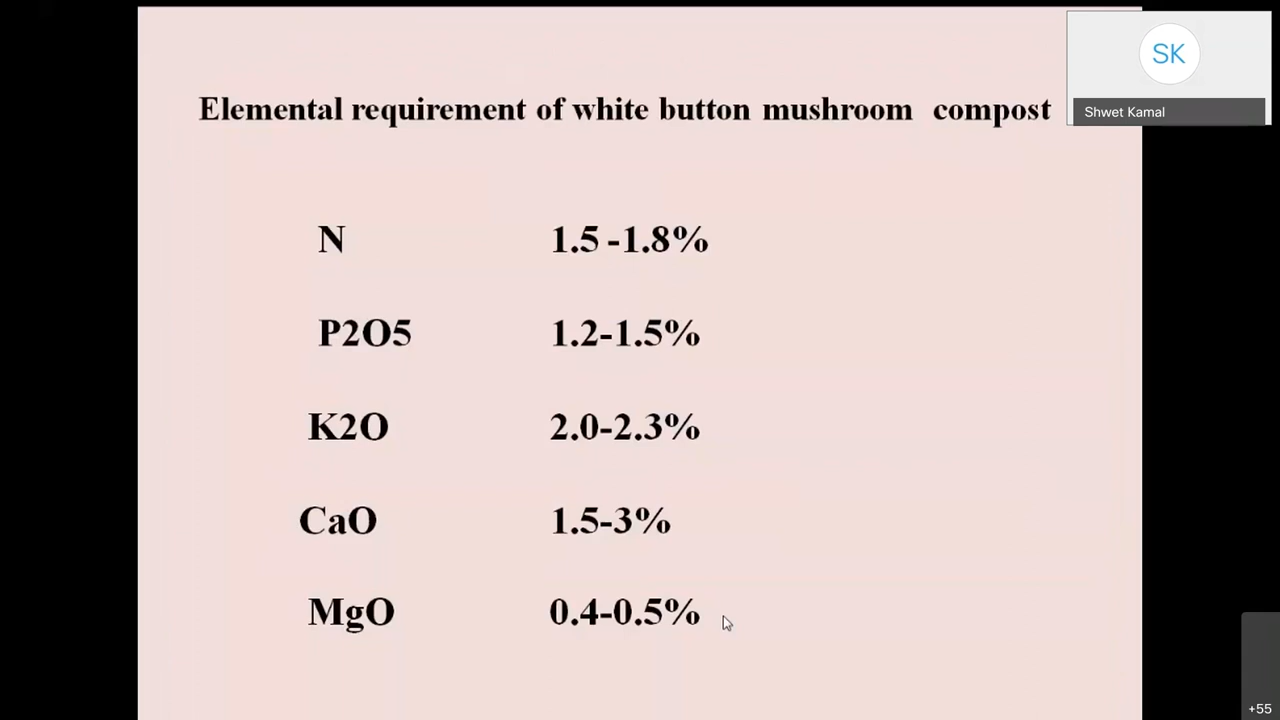 SK
Shwet Kamal
Elemental requirement of white button mushroom compost
N 1.5 -1.8%
P2O5 1.2-1.5%
K2O 2.0-2.3%
CaO 1.5-3%
MgO 0.4-0.5%
+55